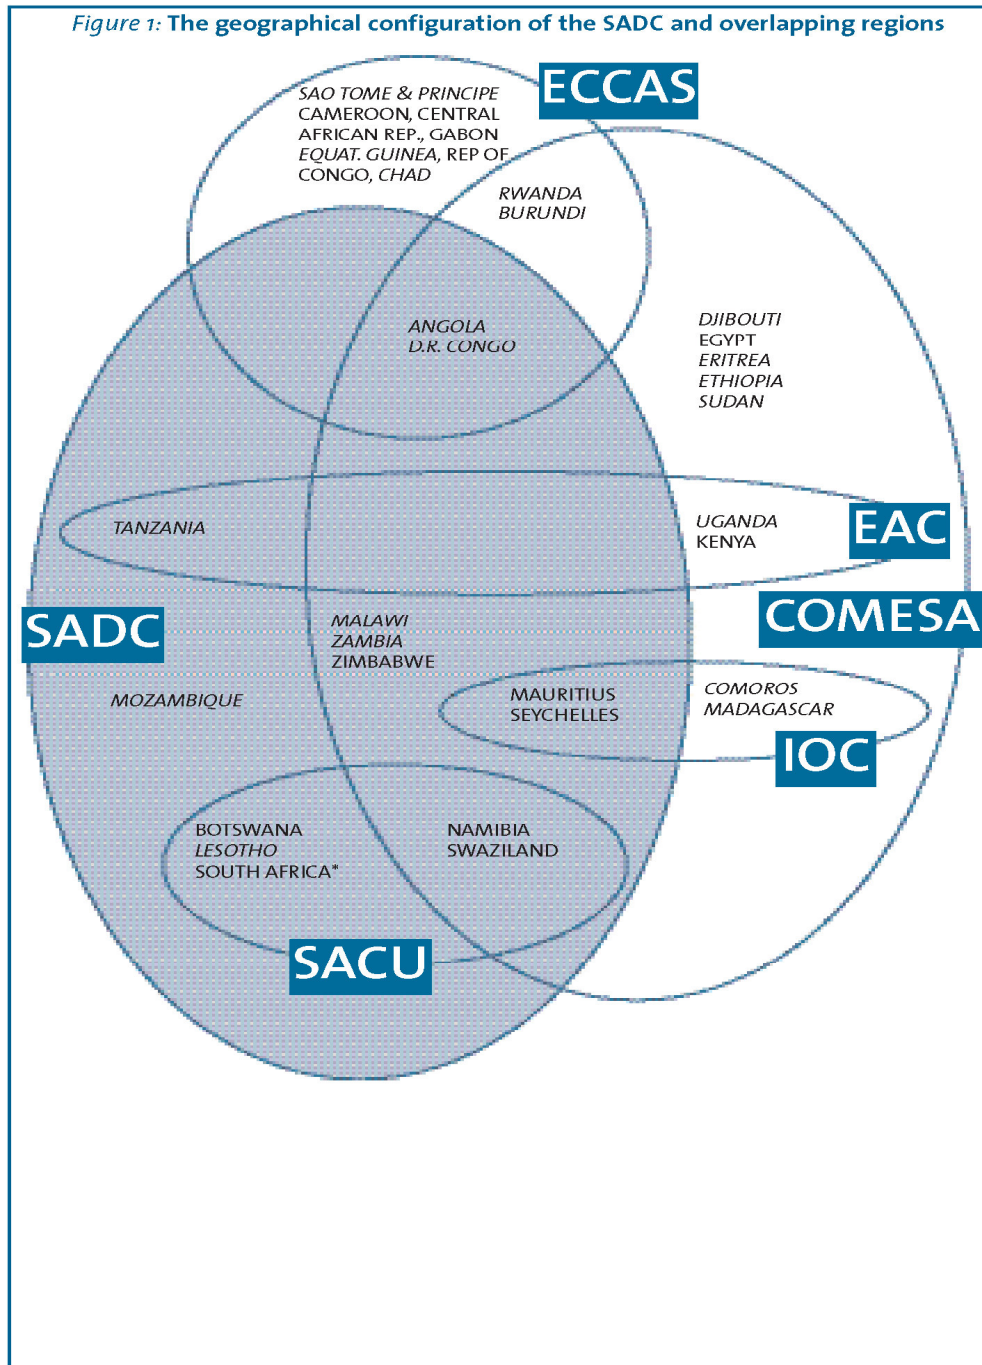 Figure 1: The geographical configuration of the SADC and overlapping regions
ECCAS
SAO TOME & PRINCIPE
CAMEROON, CENTRAL
AFRICAN REP., GABON
EQUAT. GUINEA, REP OF
CONGO, CHAD
RWANDA
BURUNDI
ANGOLA
D.R. CONGO
DJIBOUTI
EGYPT
ERITREA
ETHIOPIA
SUDAN
TANZANIA
UGANDA
KENYA
EAC
SADC
MALAWI
ZAMBIA
ZIMBABWE
COMESA
MOZAMBIQUE
MAURITIUS
SEYCHELLES
COMOROS
MADAGASCAR
IOC
BOTSWANA
LESOTHO
SOUTH AFRICA*
NAMIBIA
SWAZILAND
SACU